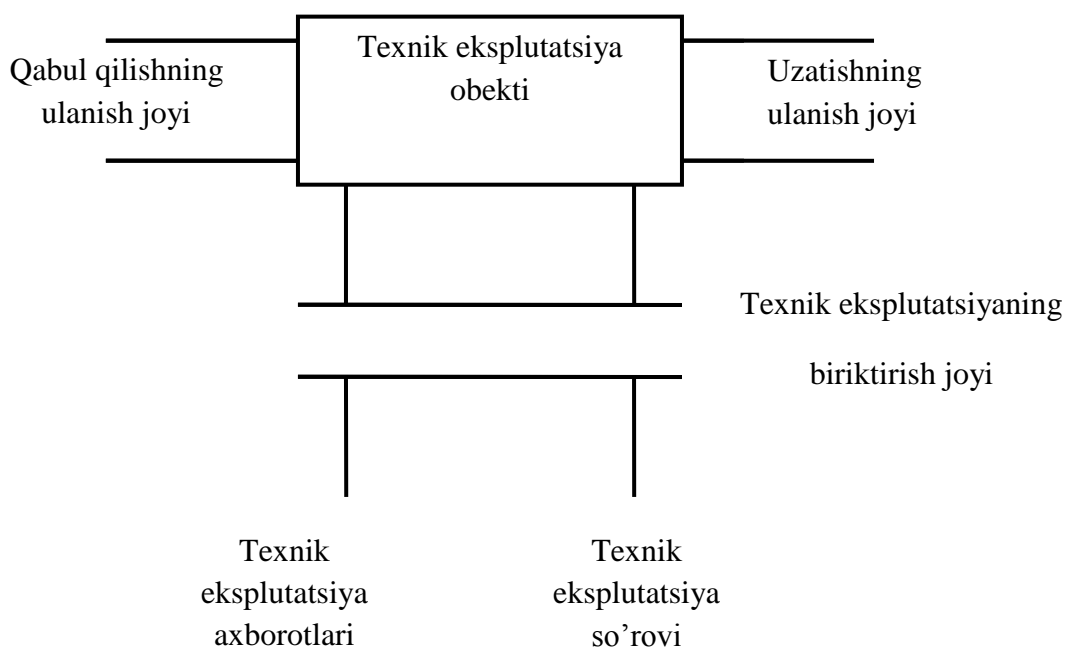 Texnik eksplutatsiya
obekti
Qabul qilishning
ulanish joyi
Uzatishning
ulanish joyi
Texnik eksplutatsiyaning
biriktirish joyi
Texnik
eksplutatsiya
axborotlari
Texnik
eksplutatsiya
so’rovi